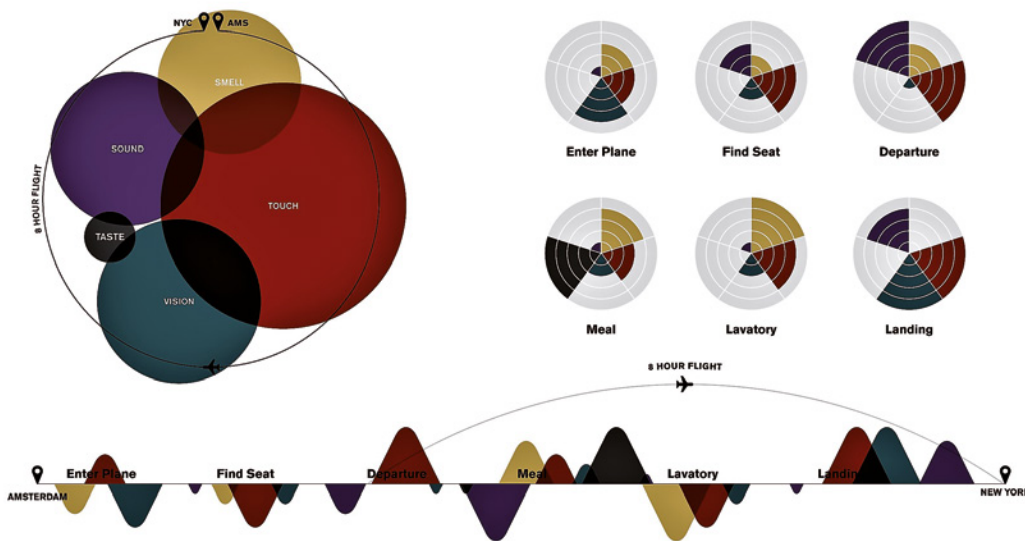 NYC AMS
SMELL
SOUND
TOUCH
TASTE
VISION
8 HOUR FLIGHT
Enter Plane Find Seat Departure
Meal Lavatory Landing
8 HOUR FLIGHT
Enter Plane Find Seat Departure Meal Lavatory Landing
AMSTERDAM NEW YORK